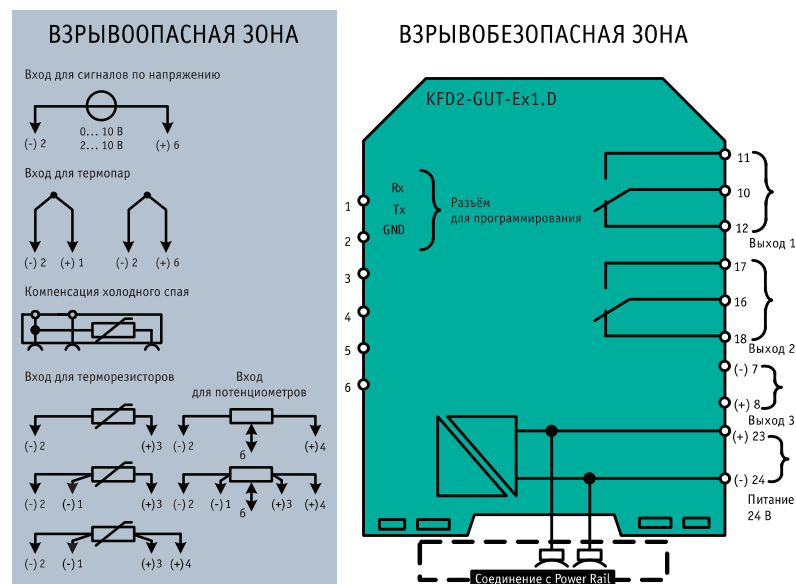 ВЗРЫВООПАСНАЯ ЗОНА
Вход для сигналов по напряжению
0... 10 В
2... 10 В
(-) 2
(+) 6
Вход для термопар
(-) 2
(+) 1
(-) 2
(+) 6
Компенсация холодного спая
Вход для терморезисторов
(-) 2
(+)3
(-) 2
(-)1
(+)3
(-) 2
(-)1
(+)3
(+)4
Вход
для потенциометров
(-)2
6
(+)4
(-)2
(-)1
6
(+)3
(+)4
ВЗРЫВОБЕЗОПАСНАЯ ЗОНА
KFD2-GUT-Ex1.D
1
2
3
4
5
6
Rx
Tx
GND
Разъём
для программирования
11
10
12
Выход 1
17
16
18
Выход 2
(-) 7
(+) 8
Выход 3
(+) 23
(-) 24
Питание
24 В
Соединение с Power Rail